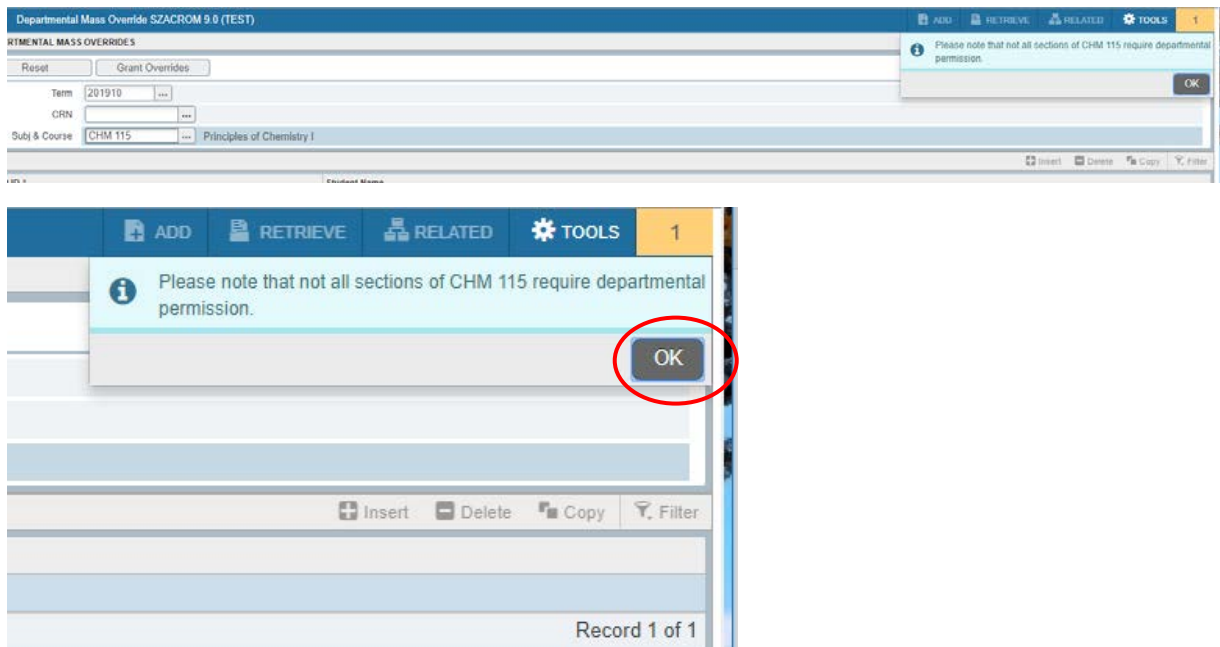 Departmental Mass Override SZACROM 9.0 (TEST) ADD RETRIEVE RELATED TOOLS 1
RTMENTAL MASS OVERRIDES
Please note that not all sections of CHM 115 require departmental
permission.
OK
Reset Grant Overrides
Term 201910 ...
CRN ...
Subj & Course CHM 115 ... Principles of Chemistry I
Insert Delete Copy Filter
Student Name
ADD RETRIEVE RELATED TOOLS 1
Please note that not all sections of CHM 115 require departmental
permission.
OK
Insert Delete Copy Filter
Record 1 of 1